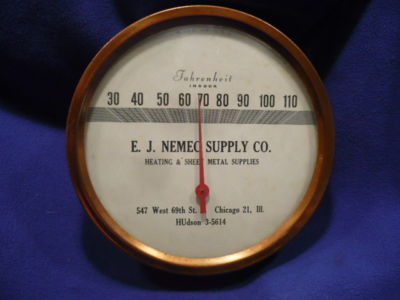 Fahrenheit
INDOOR
30 40 50 60 70 80 90 100 110
E. J. NEMEC SUPPLY CO.
HEATING & SHEET METAL SUPPLIES
547 West 69th St. Chicago 21, Ill.
HUdson 3-5614